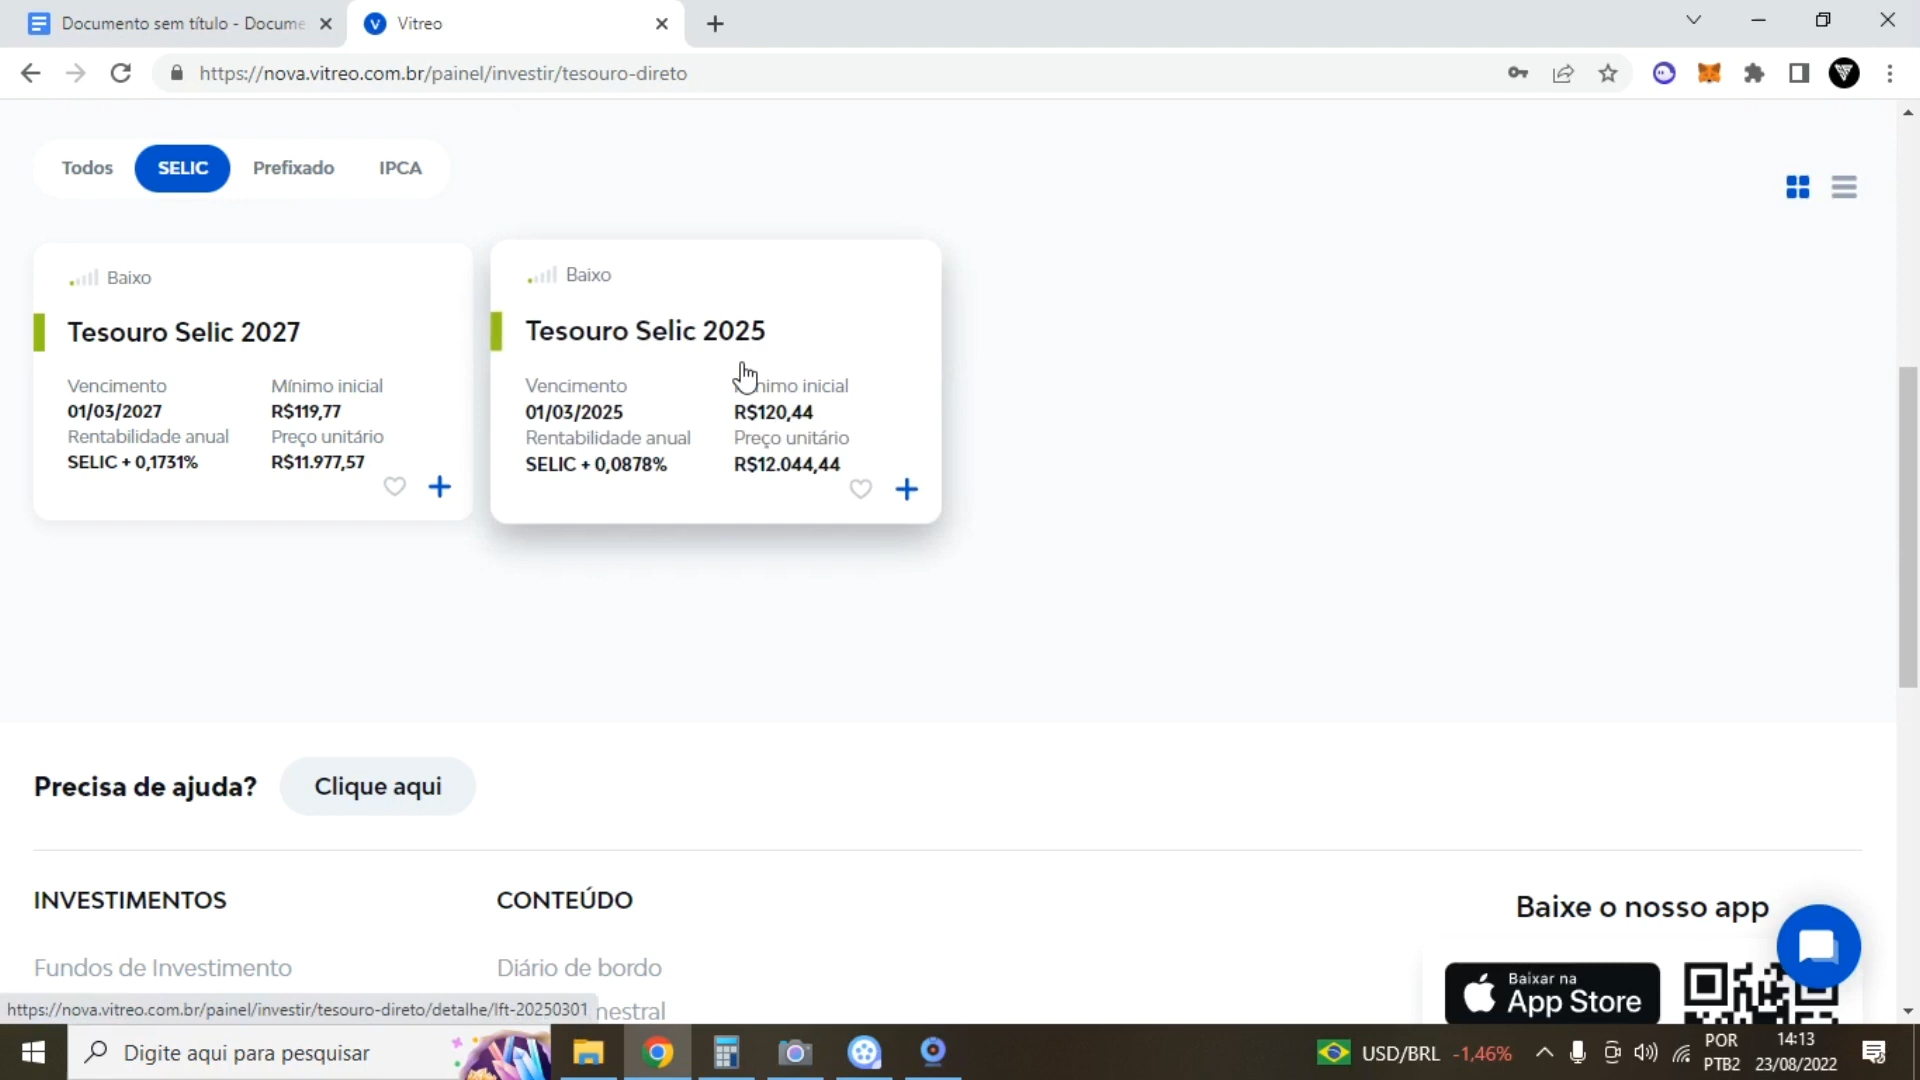 Documento sem título - Docume
Vitreo
https://nova.vitreo.com.br/painel/investir/tesouro-direto
Todos SELIC Prefixado IPCA
Baixo
Tesouro Selic 2027
Vencimento Mínimo inicial
01/03/2027 R$119,77
Rentabilidade anual Preço unitário
SELIC + 0,1731% R$11.977,57
Baixo
Tesouro Selic 2025
Vencimento nimo inicial
01/03/2025 R$120,44
Rentabilidade anual Preço unitário
SELIC + 0,0878% R$12.044,44
Precisa de ajuda? Clique aqui
INVESTIMENTOS
Fundos de Investimento
CONTEÚDO
Diário de bordo
nestral
Baixe o nosso app
Baixar na
App Store
https://nova.vitreo.com.br/painel/investir/tesouro-direto/detalhe/lft-20250301
Digite aqui para pesquisar
USD/BRL -1,46%
POR
PTB2
14:13
23/08/2022